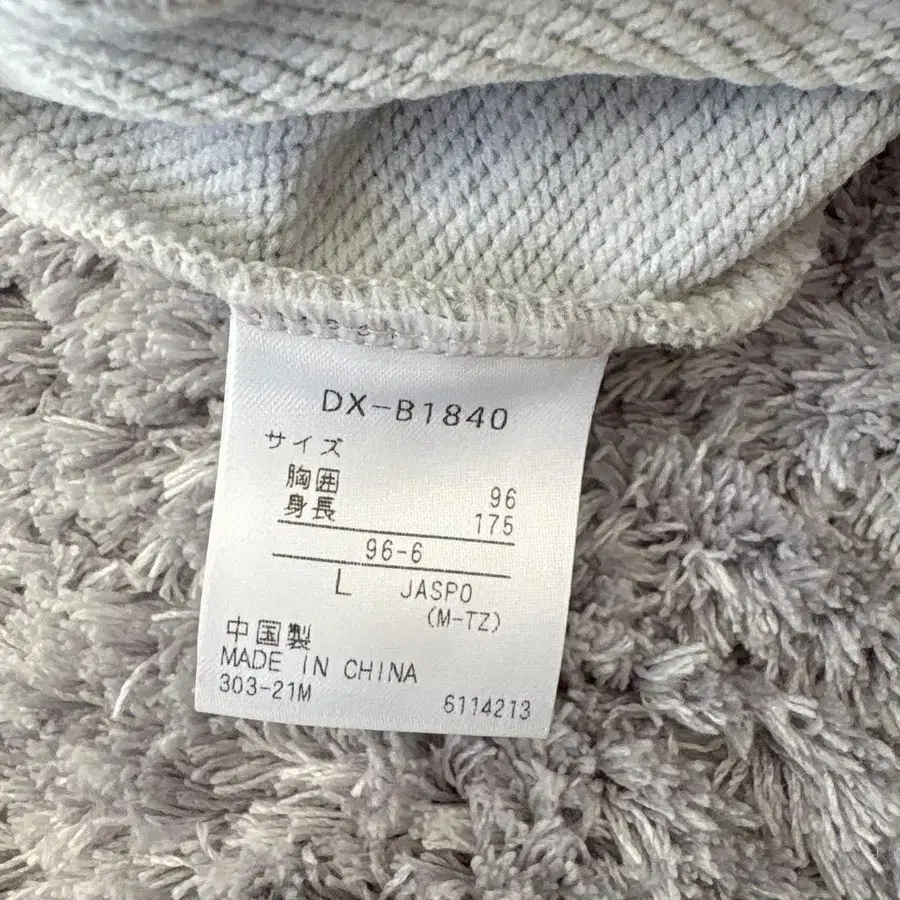 DX-B1840
サイズ
胸囲 96
身長 175
96-6
L JASPO
(M-TZ)
中国製
MADE IN CHINA
303-21M 6114213